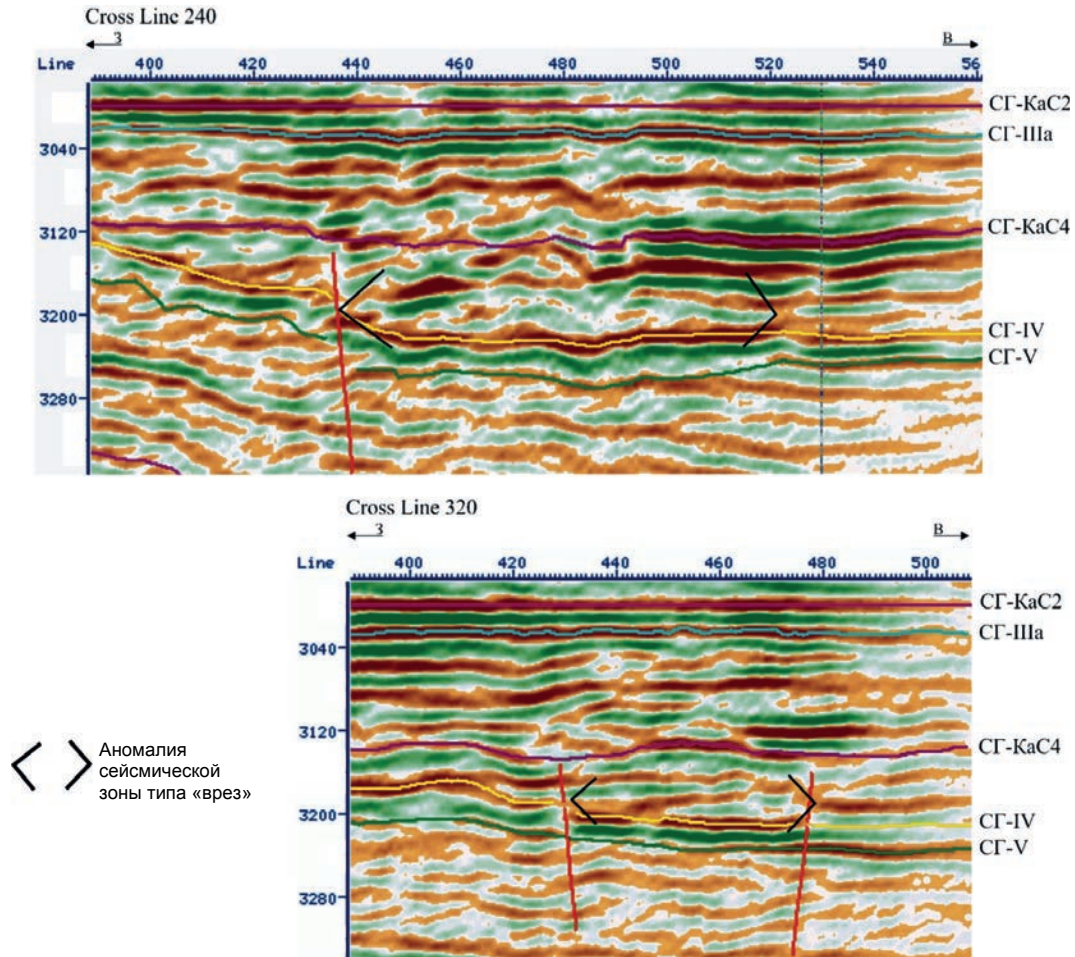 Cross Line 240
З В
Line 400 420 440 460 480 500 520 540 56
СГ-КаС2
СГ-IIIа
3040
СГ-КаС4
3120
3200
СГ-IV
СГ-V
3280
Cross Line 320
З В
Line 400 420 440 460 480 500
СГ-КаС2
СГ-IIIа
3040
3120
СГ-КаС4
Аномалия
сейсмической
зоны типа «врез»
3200
СГ-IV
СГ-V
3280